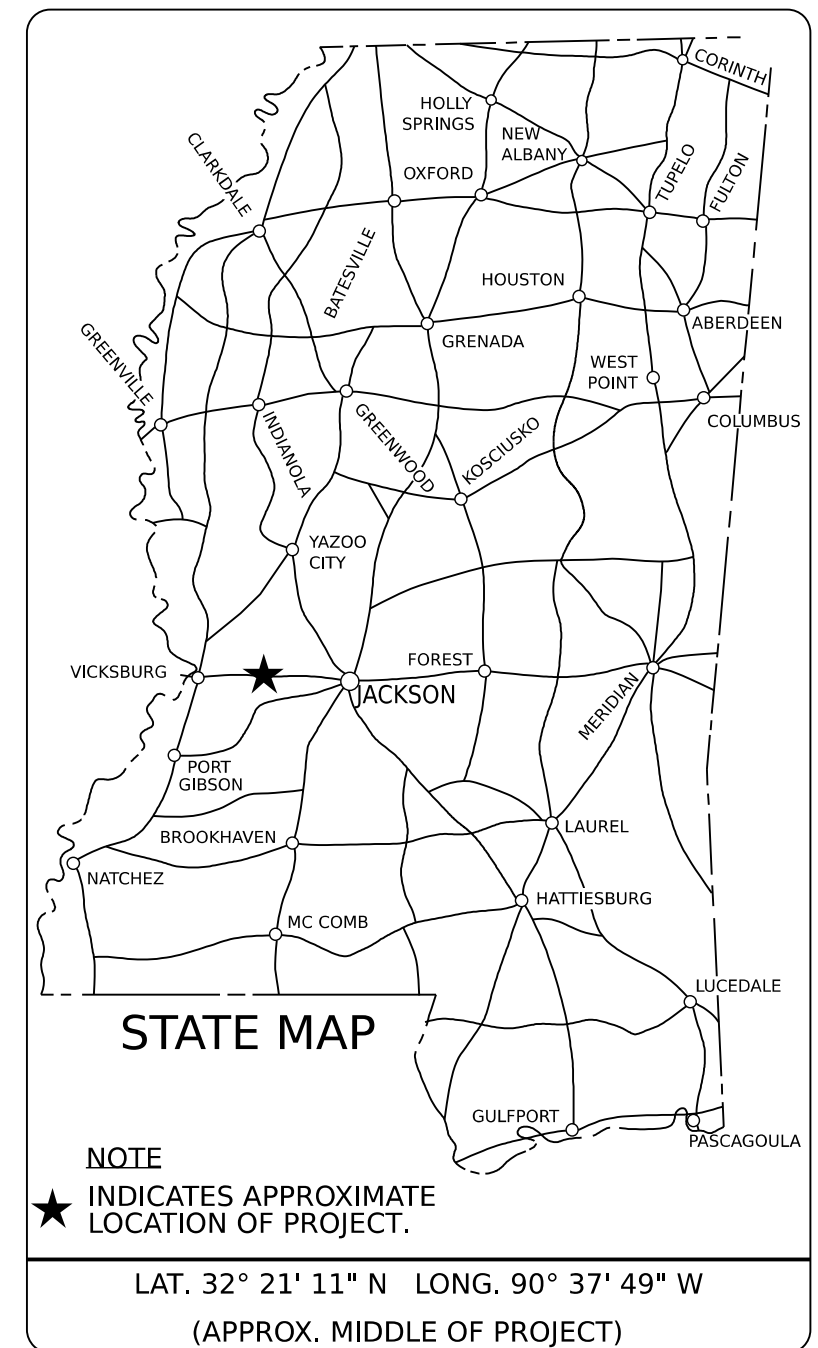 CORINTH
HOLLY
SPRINGS
NEW
ALBANY
CLARKDALE
OXFORD
TUPELO
FULTON
BATESVILLE
HOUSTON
ABERDEEN
GREENVILLE
GRENADA
WEST
POINT
COLUMBUS
INDIANOLA
GREENWOOD
KOSCIUSKO
YAZOO
CITY
VICKSBURG
FOREST
JACKSON
MERIDIAN
PORT
GIBSON
BROOKHAVEN
LAUREL
NATCHEZ
HATTIESBURG
MC COMB
LUCEDALE
STATE MAP
GULFPORT
PASCAGOULA
NOTE
INDICATES APPROXIMATE
LOCATION OF PROJECT.
LAT. 32° 21' 11" N LONG. 90° 37' 49" W
(APPROX. MIDDLE OF PROJECT)